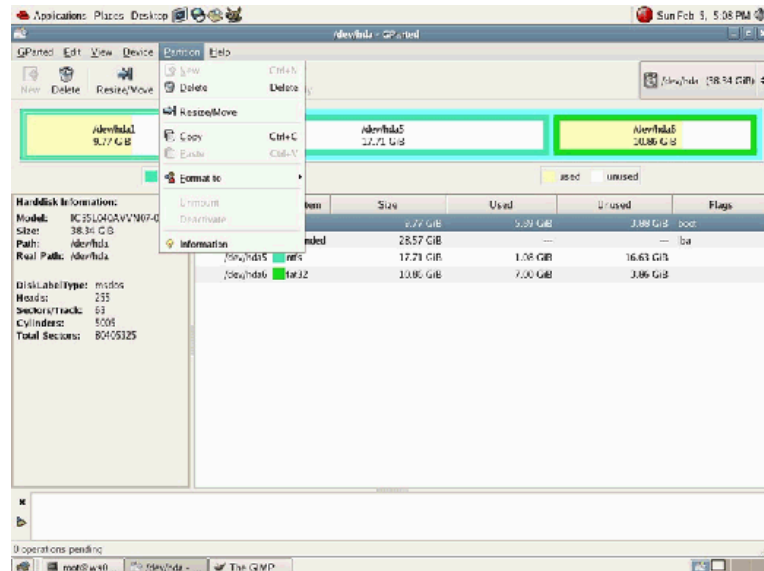 Applications Places Desktop
Sun Feb 5, 5:08 PM
/dev/hda - GParted
GParted Edit View Device Partition Help
New Delete Resize/Move
/dev/hda (38.34 GiB)
New Ctrl+N
Delete Delete
Resize/Move
Copy Ctrl+C
Paste Ctrl+V
Format to
Unmount
Deactivate
Information
/dev/hda1
9.77 GiB
/dev/hda5
17.71 GiB
/dev/hda6
10.86 GiB
used unused
Harddisk Information:
Model: IC35L040AVVN07-0
Size: 38.34 GiB
Path: /dev/hda
Real Path: /dev/hda
DiskLabelType: msdos
Heads: 255
Sectors/Track: 63
Cylinders: 5005
Total Sectors: 80405325
Size Used Unused Flags
9.77 GiB 5.89 GiB 3.88 GiB boot
28.57 GiB --- --- lba
/dev/hda5 ntfs 17.71 GiB 1.08 GiB 16.63 GiB
/dev/hda6 fat32 10.86 GiB 7.00 GiB 3.86 GiB
0 operations pending
/dev/hda - The GIMP